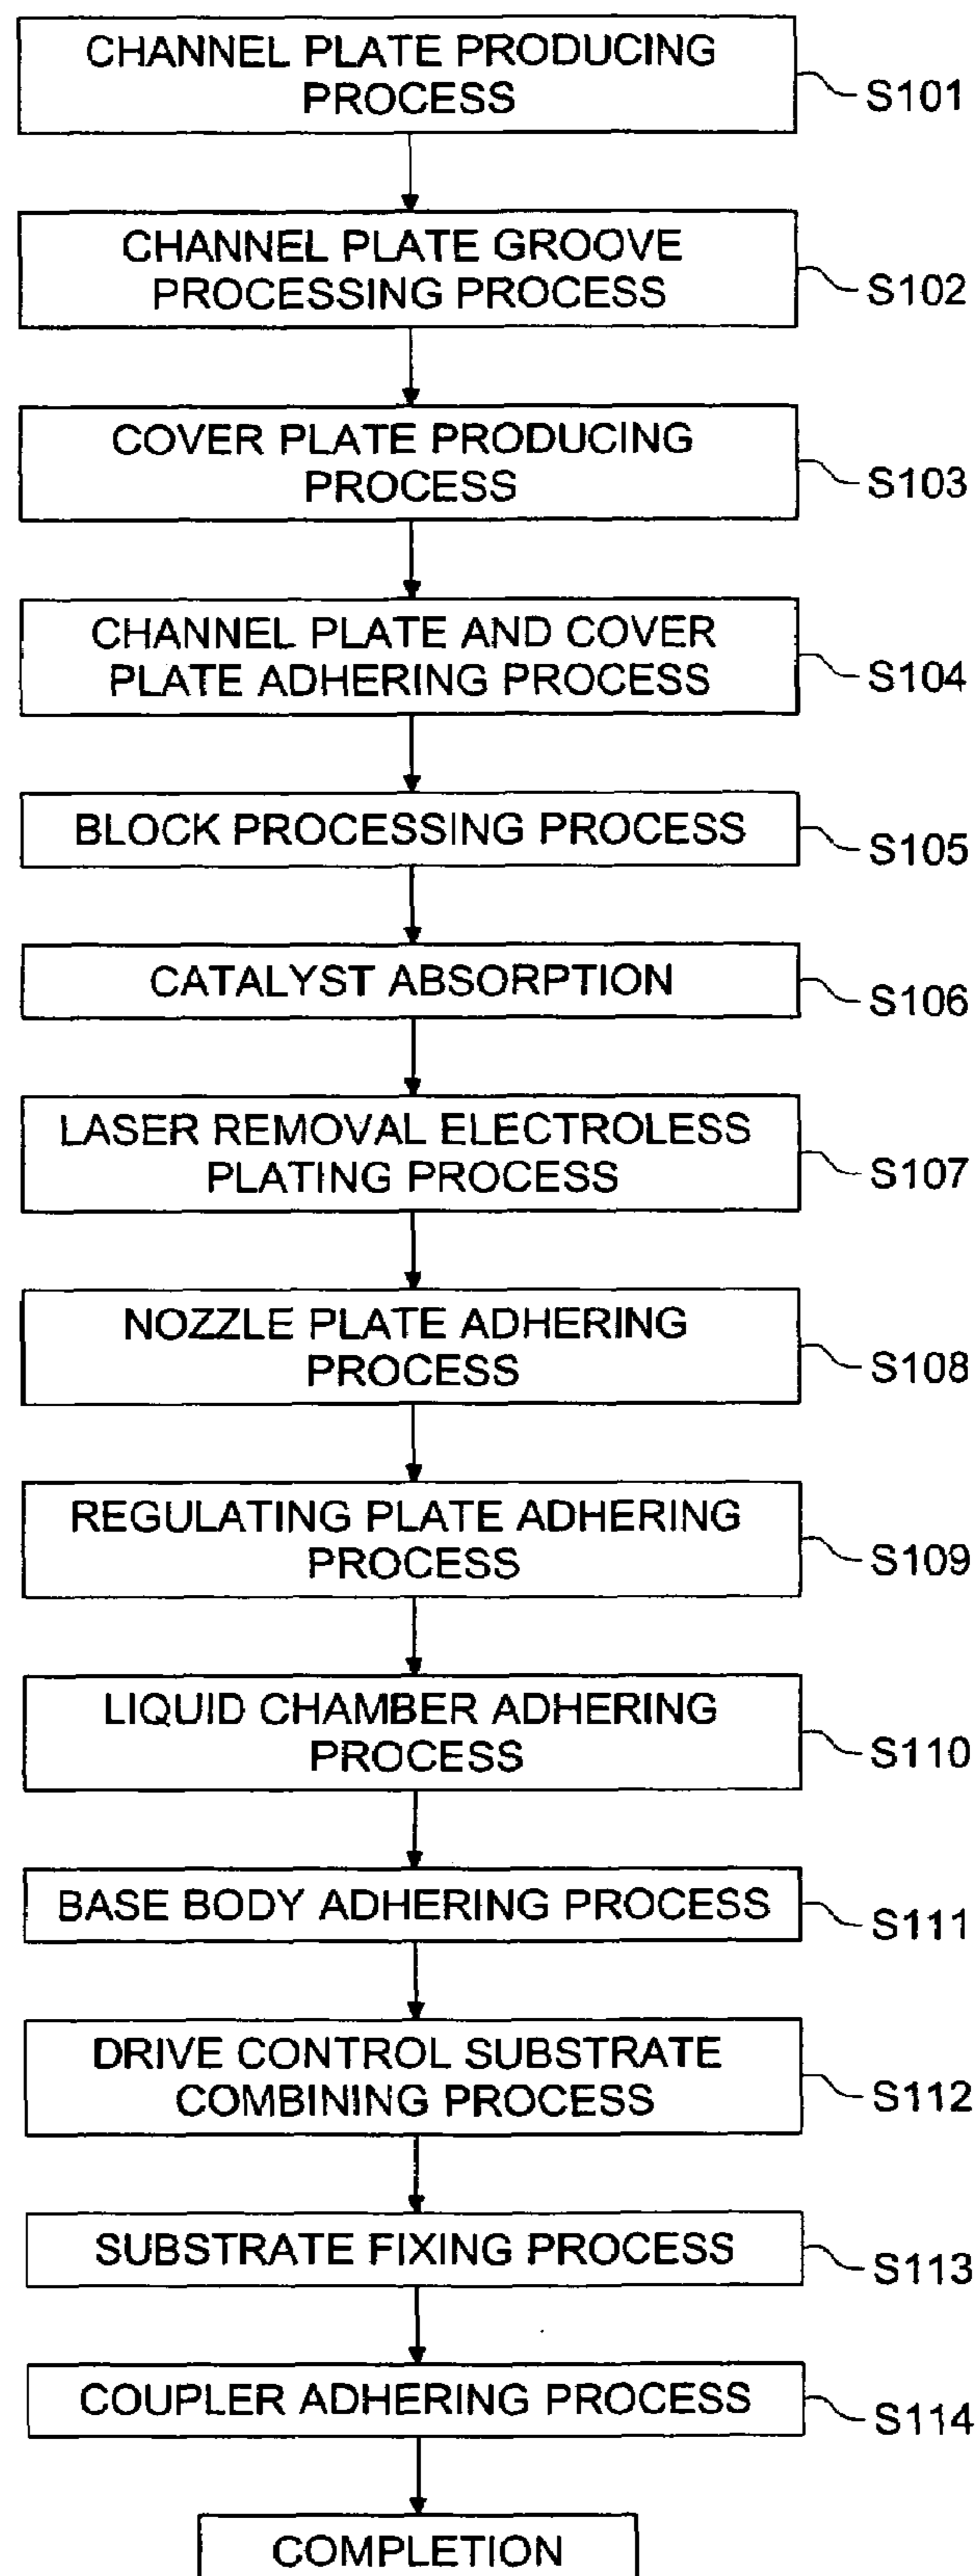 CHANNEL PLATE PRODUCING
PROCESS
S101
CHANNEL PLATE GROOVE
PROCESSING PROCESS
S102
COVER PLATE PRODUCING
PROCESS
S103
CHANNEL PLATE AND COVER
PLATE ADHERING PROCESS
S104
BLOCK PROCESSING PROCESS
S105
CATALYST ABSORPTION
S106
LASER REMOVAL ELECTROLESS
PLATING PROCESS
S107
NOZZLE PLATE ADHERING
PROCESS
S108
REGULATING PLATE ADHERING
PROCESS
S109
LIQUID CHAMBER ADHERING
PROCESS
S110
BASE BODY ADHERING PROCESS
S111
DRIVE CONTROL SUBSTRATE
COMBINING PROCESS
S112
SUBSTRATE FIXING PROCESS
S113
COUPLER ADHERING PROCESS
S114
COMPLETION